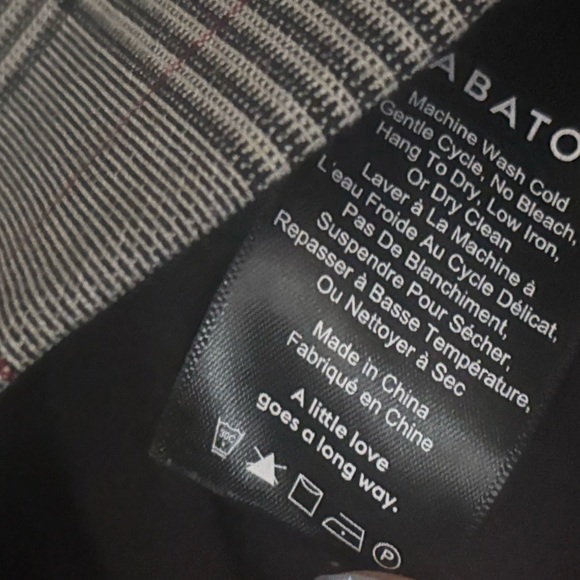 ABATO
Machine Wash Cold
Gentle Cycle, No Bleach,
Hang To Dry, Low Iron,
Or Dry Clean
Laver à La Machine à
L'eau Froide Au Cycle Délicat,
Pas De Blanchiment,
Suspendre Pour Sécher,
Repasser à Basse Température,
Ou Nettoyer à Sec
Made in China
Fabriqué en Chine
A little love
goes a long way.
30C
P